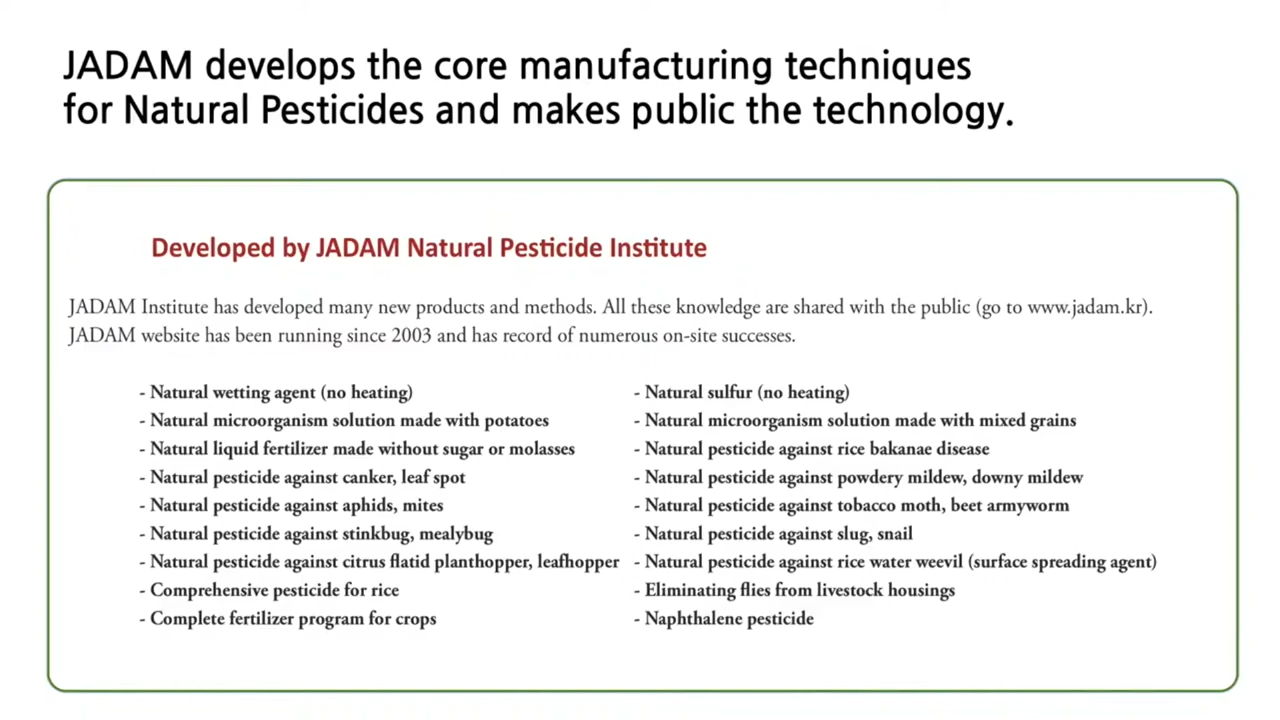 JADAM develops the core manufacturing techniques
for Natural Pesticides and makes public the technology.
Developed by JADAM Natural Pesticide Institute
JADAM Institute has developed many new products and methods. All these knowledge are shared with the public (go to www.jadam.kr).
JADAM website has been running since 2003 and has record of numerous on-site successes.
- Natural wetting agent (no heating)
- Natural microorganism solution made with potatoes
- Natural liquid fertilizer made without sugar or molasses
- Natural pesticide against canker, leaf spot
- Natural pesticide against aphids, mites
- Natural pesticide against stinkbug, mealybug
- Natural pesticide against citrus flatid planthopper, leafhopper
- Comprehensive pesticide for rice
- Complete fertilizer program for crops
- Natural sulfur (no heating)
- Natural microorganism solution made with mixed grains
- Natural pesticide against rice bakanae disease
- Natural pesticide against powdery mildew, downy mildew
- Natural pesticide against tobacco moth, beet armyworm
- Natural pesticide against slug, snail
- Natural pesticide against rice water weevil (surface spreading agent)
- Eliminating flies from livestock housings
- Naphthalene pesticide